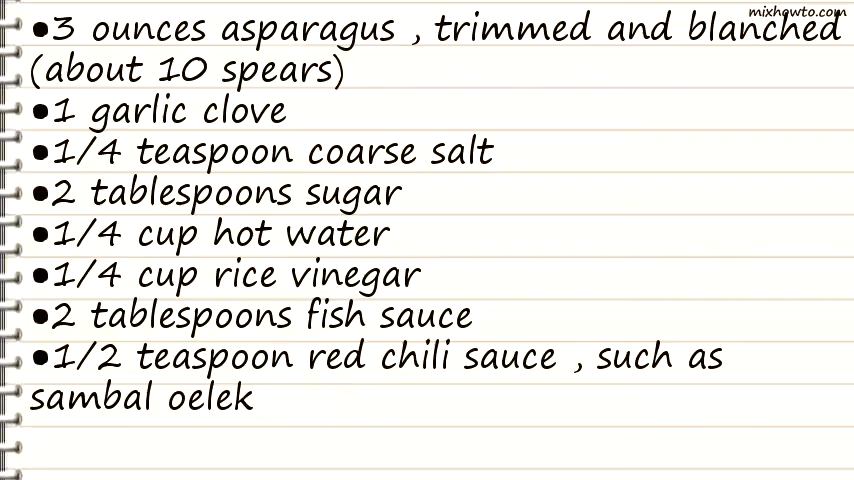 mixhowto.com
•3 ounces asparagus , trimmed and blanched
(about 10 spears)
•1 garlic clove
•1/4 teaspoon coarse salt
•2 tablespoons sugar
•1/4 cup hot water
•1/4 cup rice vinegar
•2 tablespoons fish sauce
•1/2 teaspoon red chili sauce , such as
sambal oelek